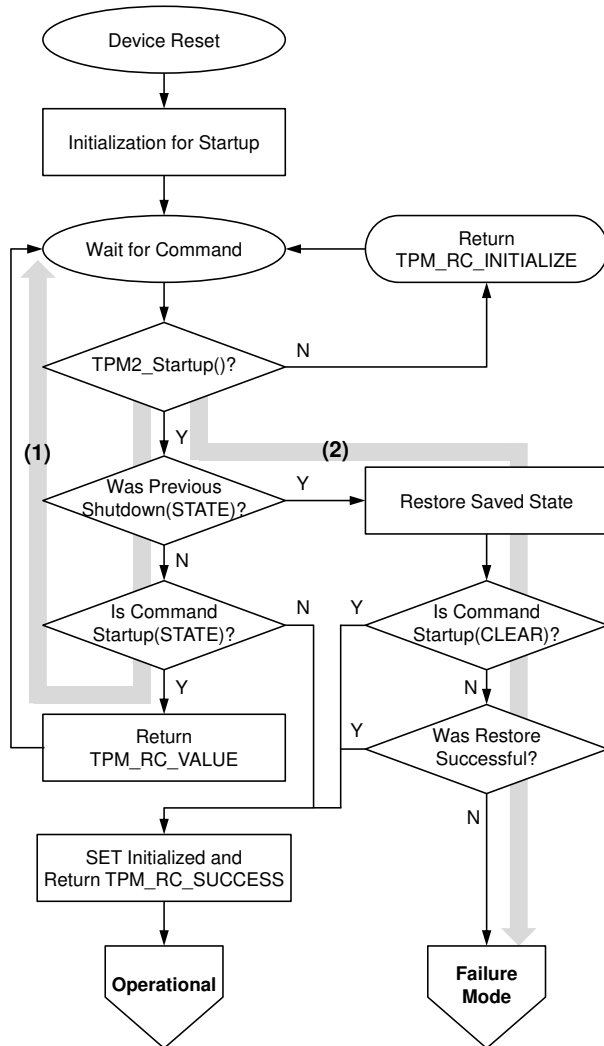 Device Reset
Initialization for Startup
Wait for Command
Return
TPM_RC_INITIALIZE
TPM2_Startup()?
N
Y
(1)
(2)
Was Previous
Shutdown(STATE)?
Y
Restore Saved State
N
Is Command
Startup(STATE)?
N
Y
Is Command
Startup(CLEAR)?
Y
N
Return
TPM_RC_VALUE
Y
Was Restore
Successful?
N
SET Initialized and
Return TPM_RC_SUCCESS
Operational
Failure
Mode